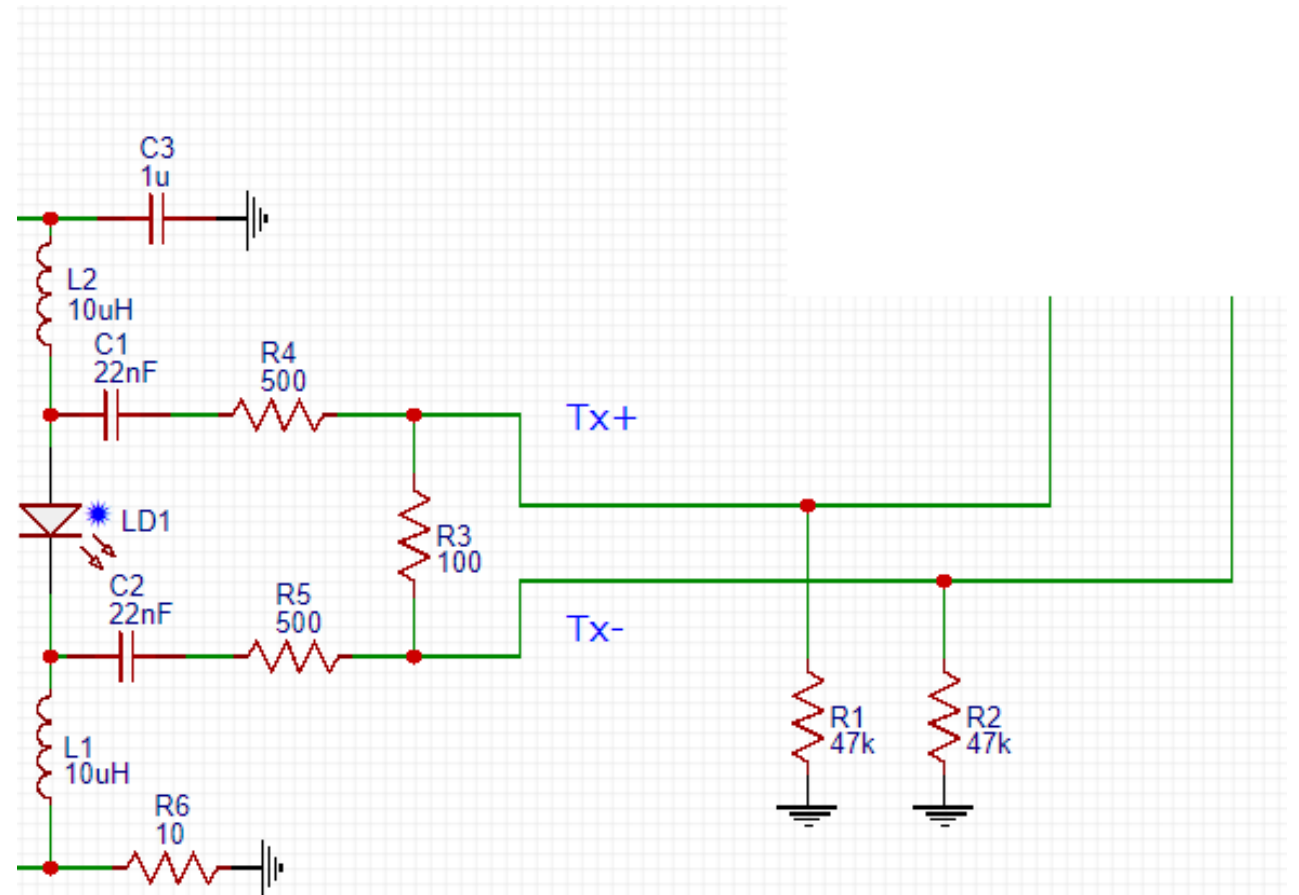 C3
1u
L2
10uH
C1
22nF
R4
500
Tx+
LD1
R3
100
C2
22nF
R5
500
Tx-
L1
10uH
R1
47k
R2
47k
R6
10